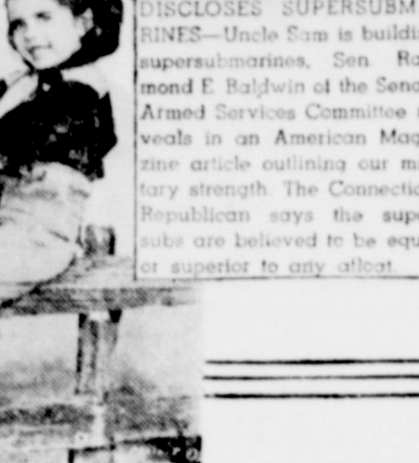 DISCLOSES SUPERSUBM
RINES—Uncle Sam is buildi
supersubmarines, Sen. Ra
mond E. Baldwin of the Sena
Armed Services Committee r
veals in an American Mag
zine article outlining our mi
tary strength. The Connectic
Republican says the supe
subs are believed to be equ
or superior to any afloat.